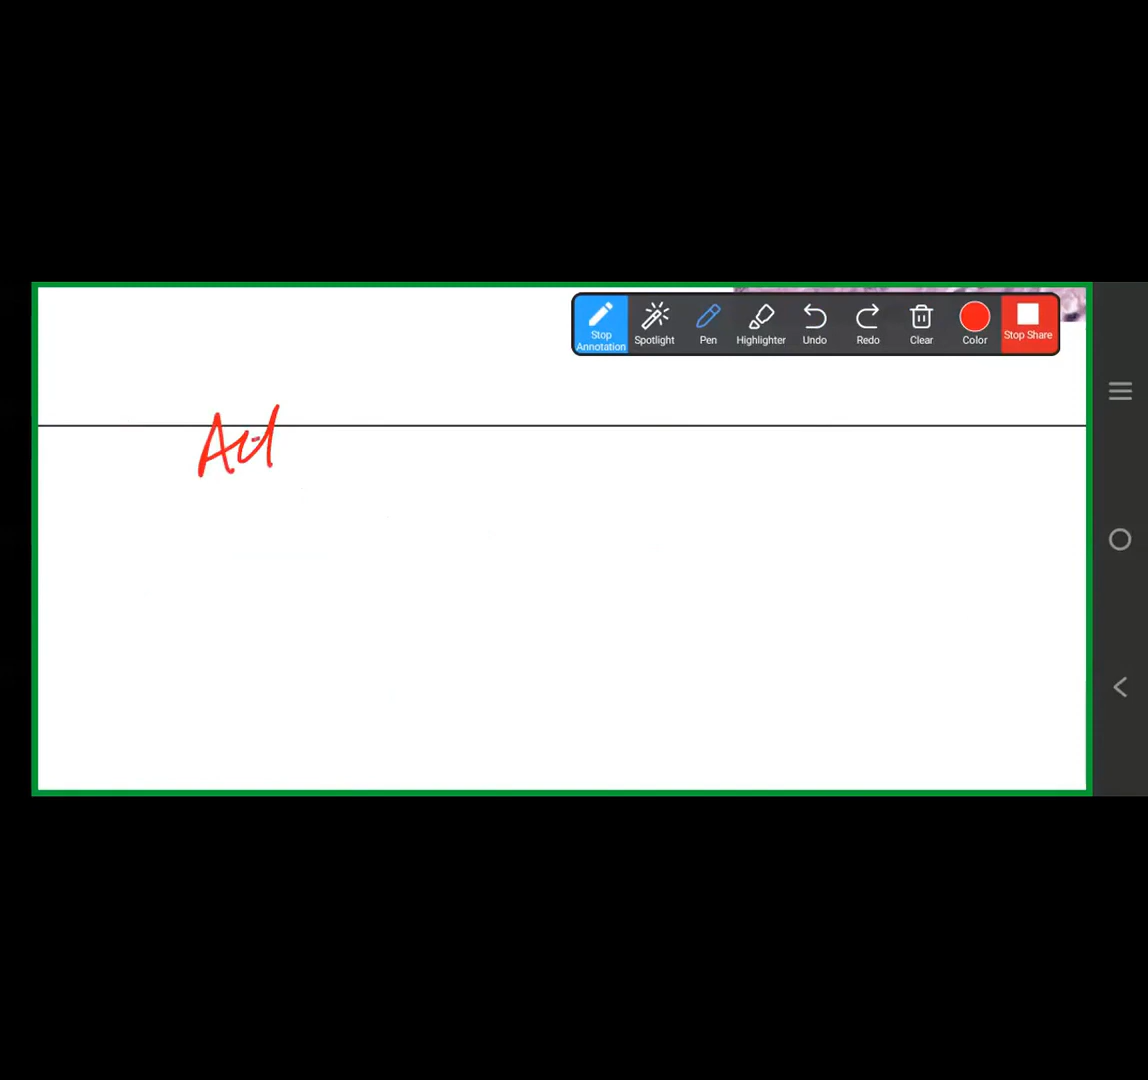 Stop Annotation
Spotlight
Pen
Highlighter
Undo
Redo
Clear
Color
Stop Share
Ad